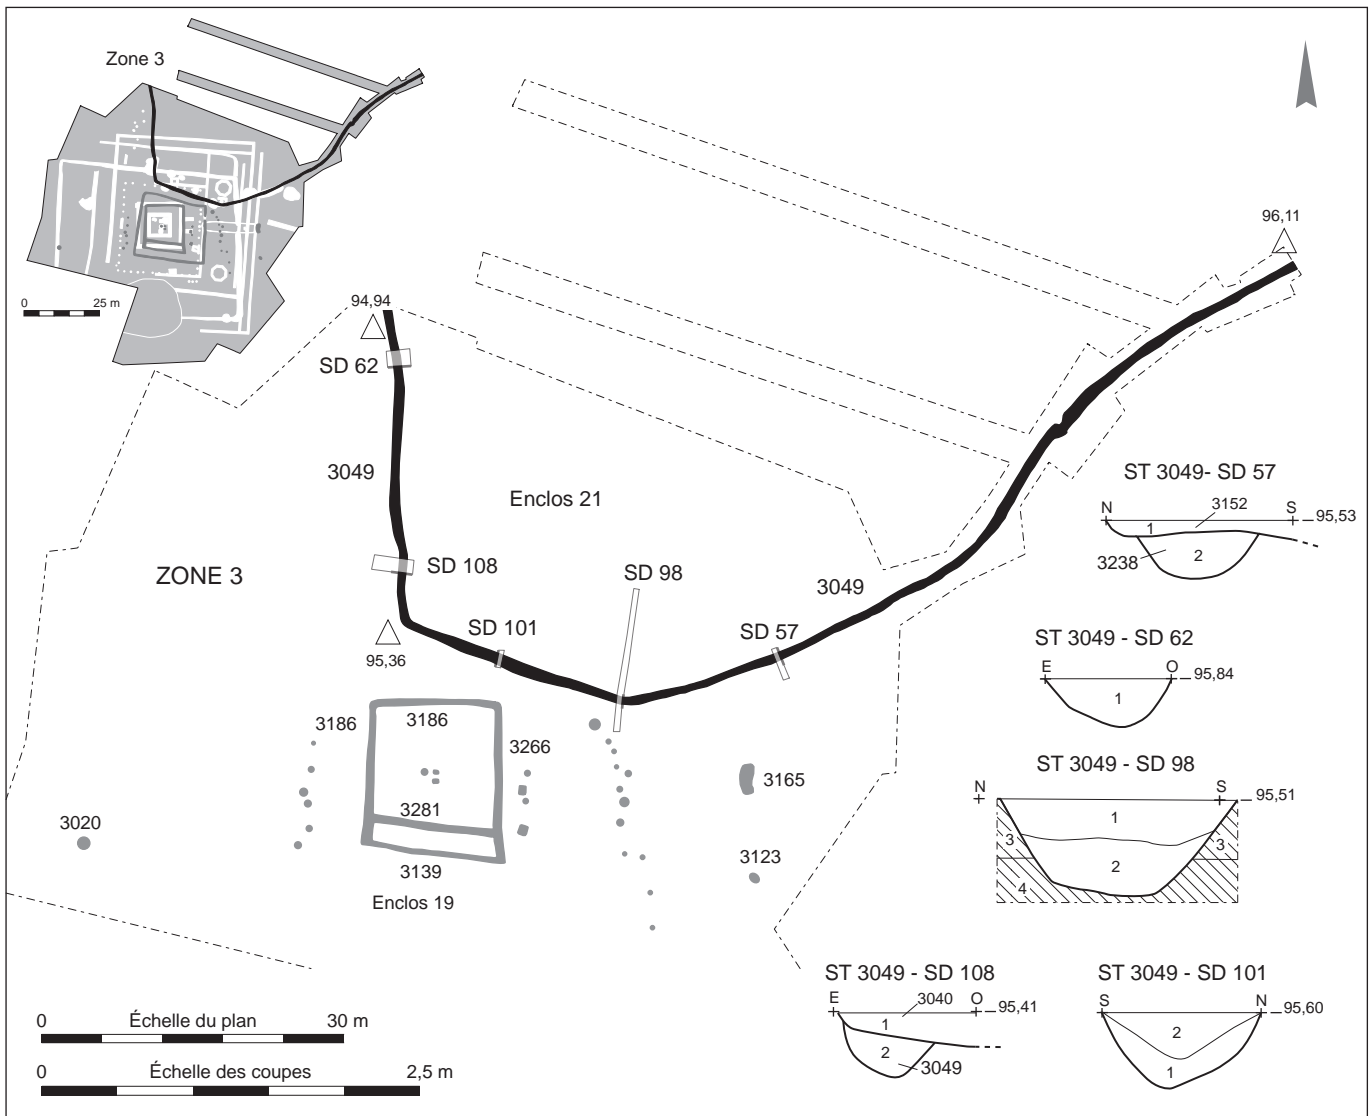 Zone 3
0 25 m
96,11
94,94
SD 62
3049
Enclos 21
ST 3049- SD 57
N 3152 S 95,53
1
3238 2
ZONE 3
SD 108
SD 98
3049
SD 101
SD 57
95,36
ST 3049 - SD 62
E O 95,84
1
3186 3186
3266
3165
3281
3020
3139
3123
Enclos 19
ST 3049 - SD 98
N S 95,51
1
3 3
2
4
ST 3049 - SD 108
E 3040 O 95,41
1
2 3049
ST 3049 - SD 101
S N 95,60
2
1
0 Échelle du plan 30 m
0 Échelle des coupes 2,5 m